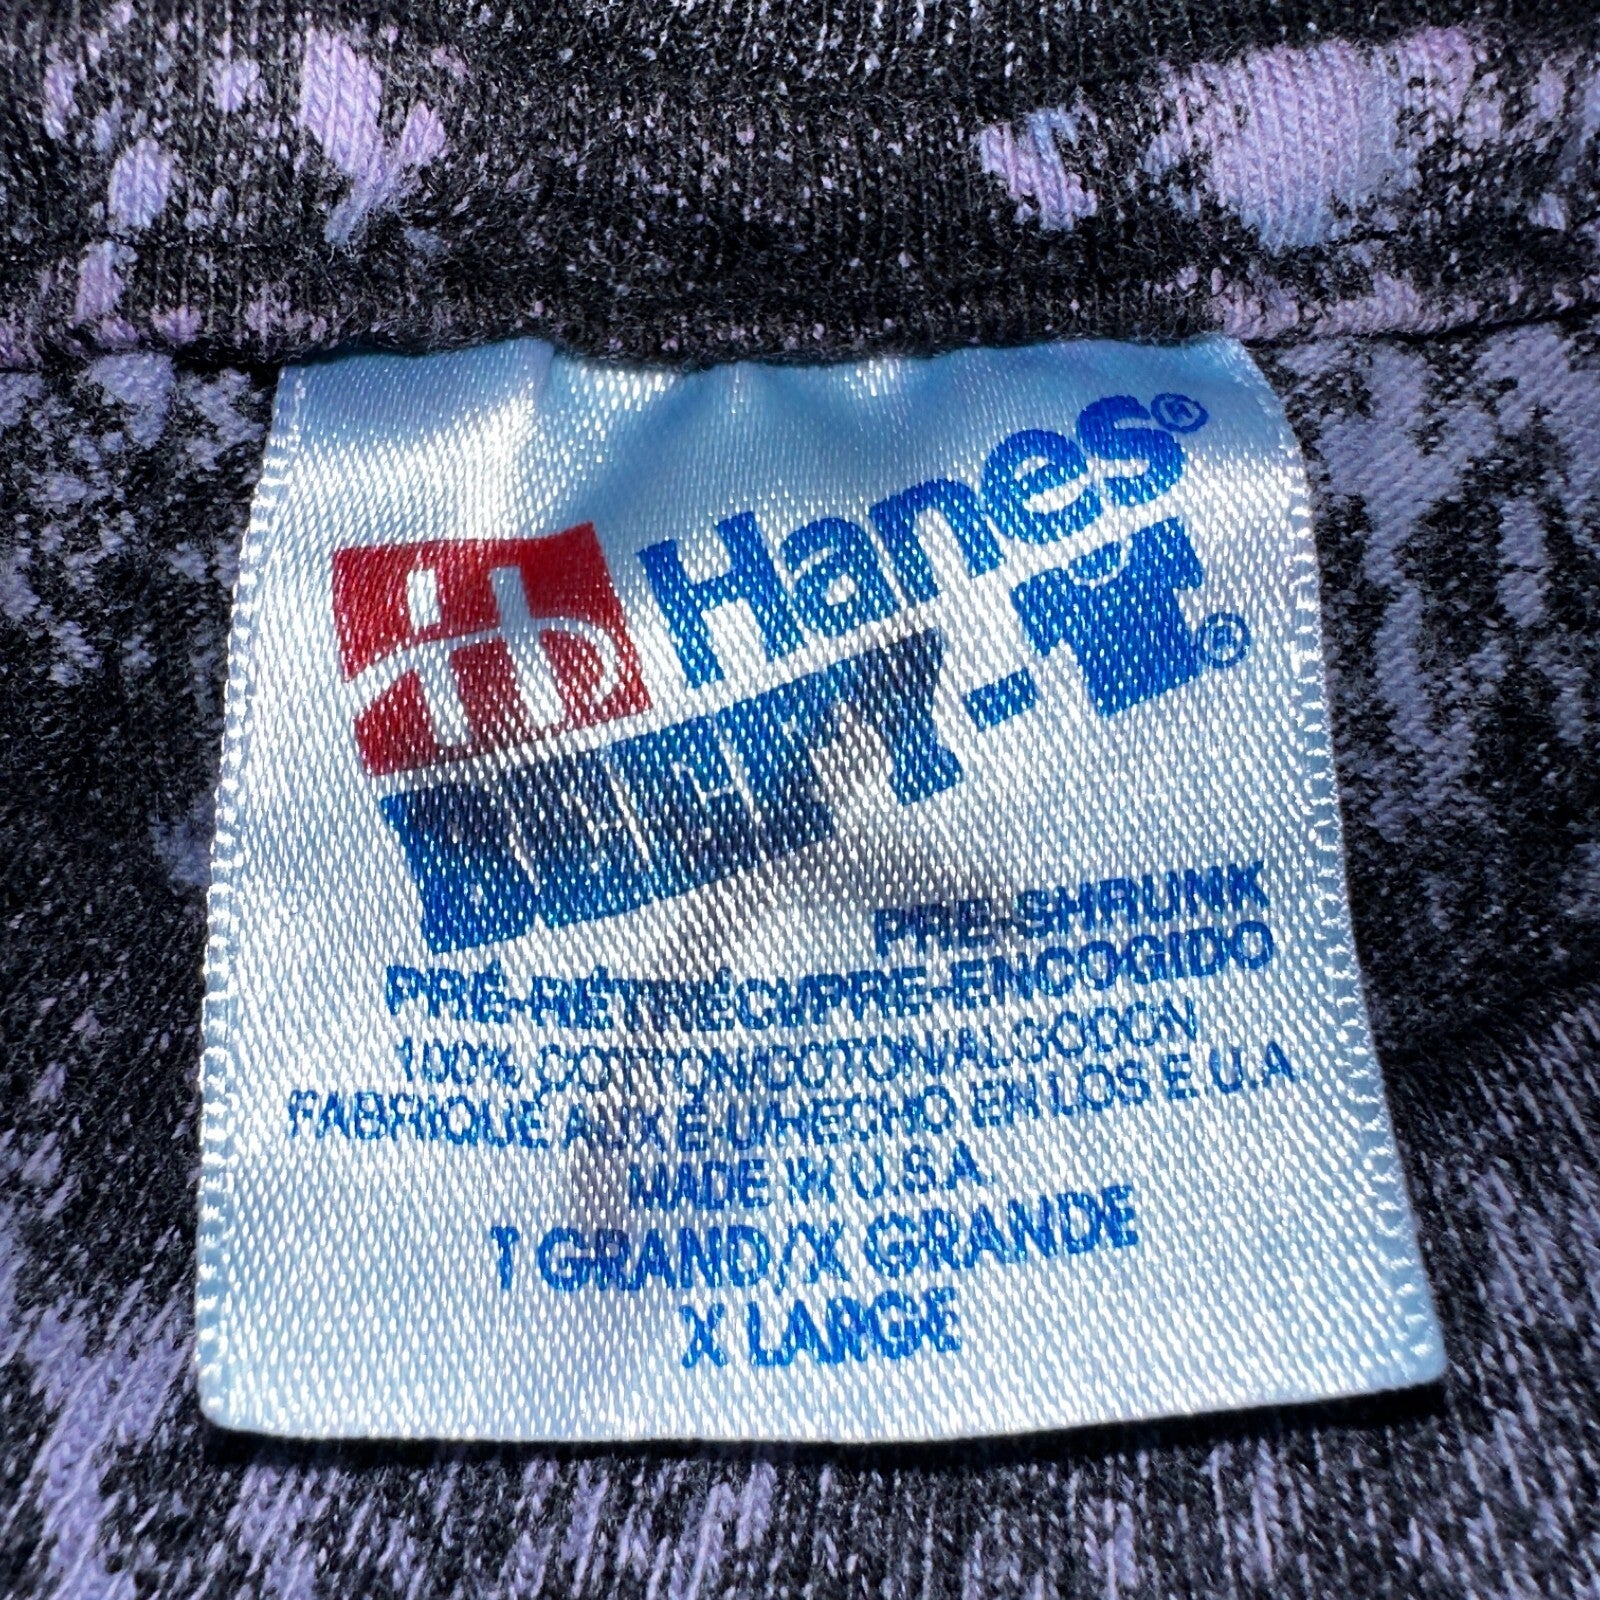 Hanes®
BEEFY-T®
PRE-SHRUNK
PRÉ-RÉTRÉCI/PRE-ENCOGIDO
100% COTTON/COTON/ALGODON
FABRIQUÉ AUX É-U/HECHO EN LOS E.U.A
MADE IN U.S.A
T GRAND/X GRANDE
X LARGE